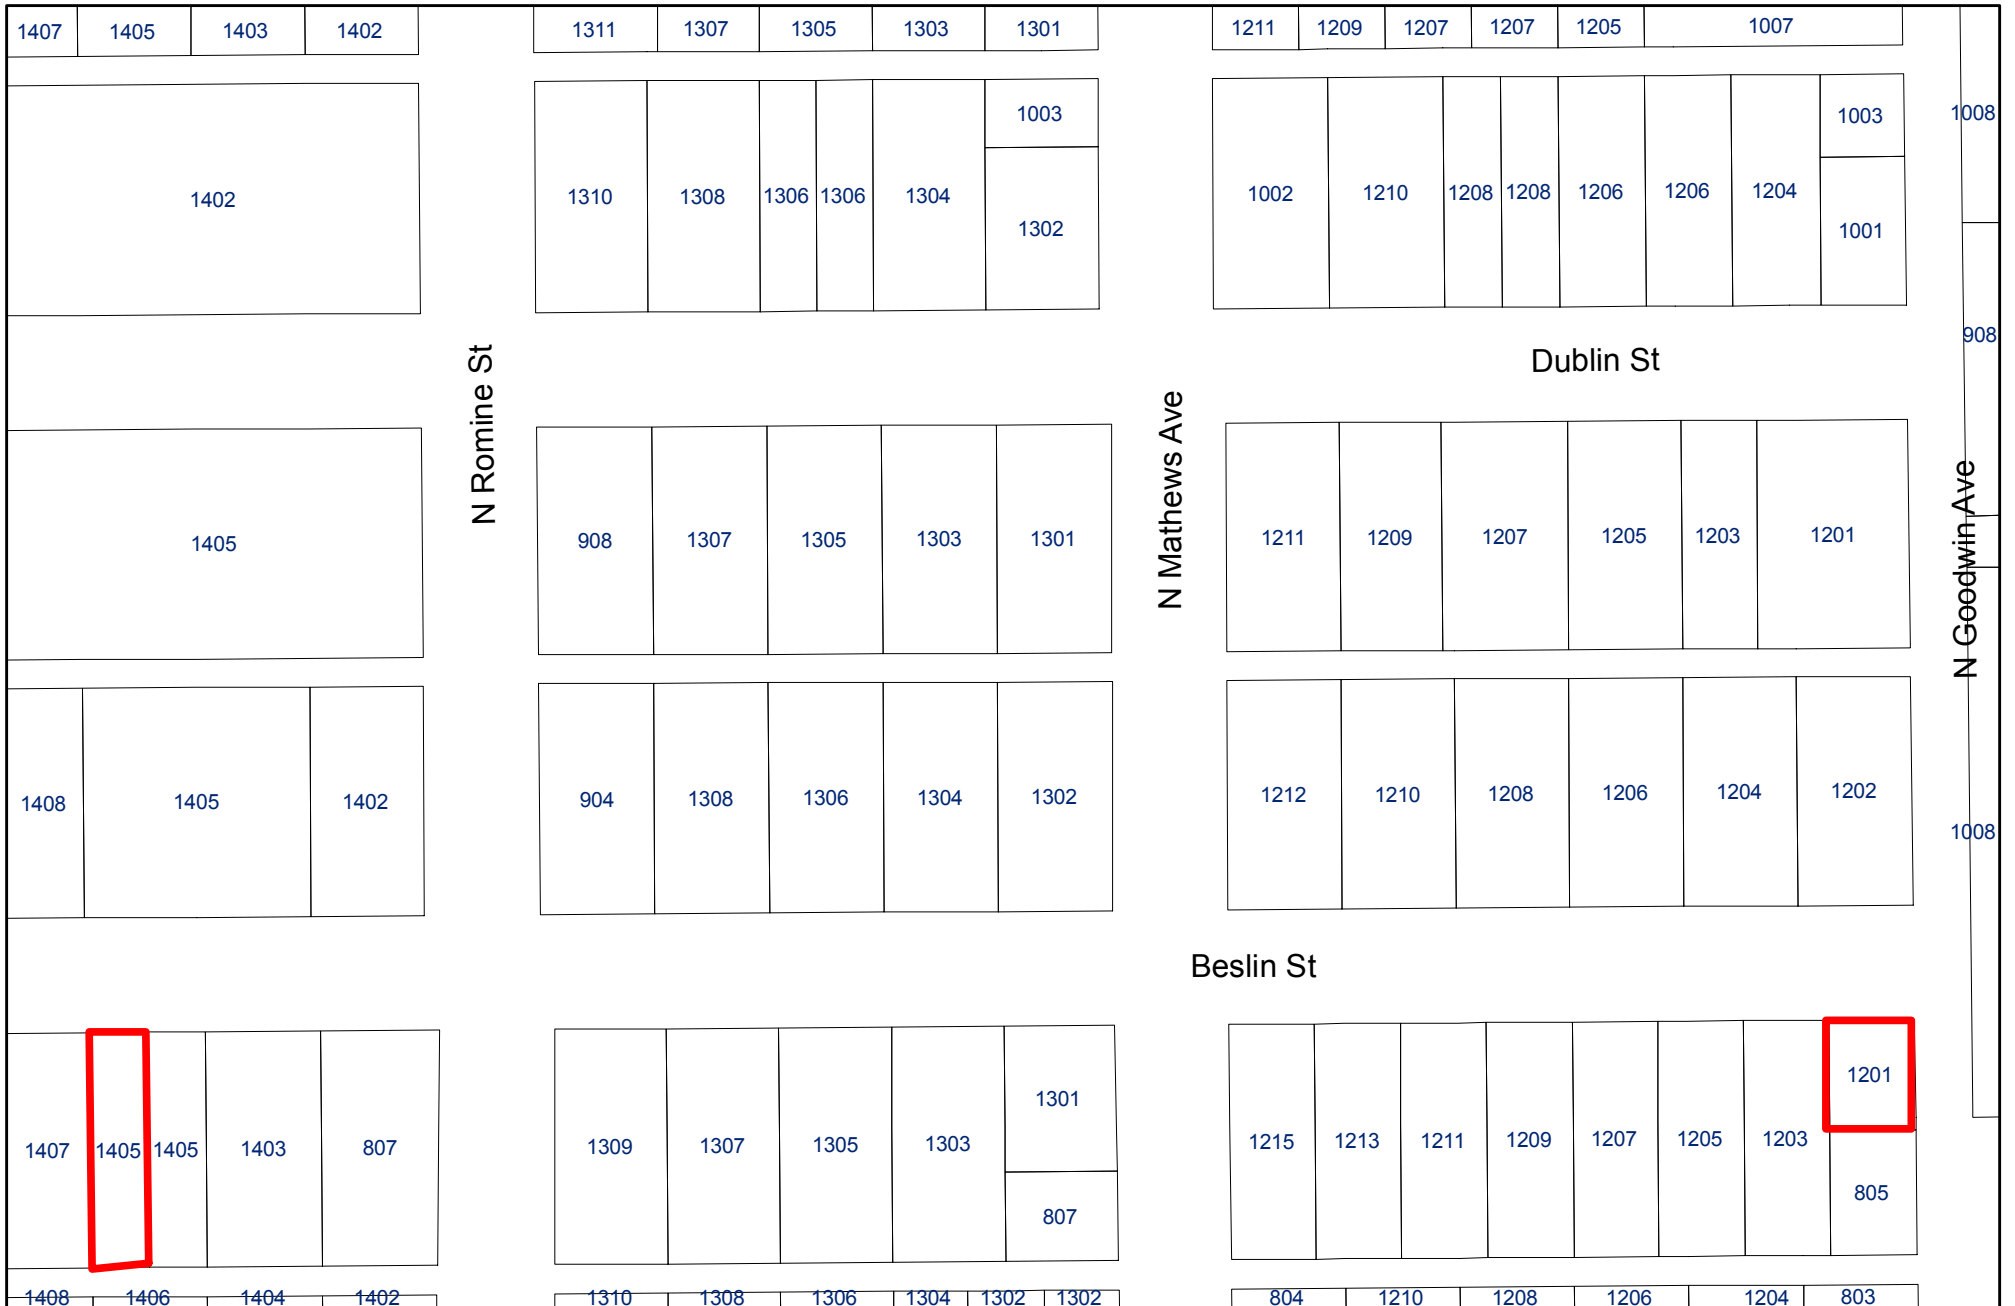 1407 1405 1403 1402 1311 1307 1305 1303 1301 1211 1209 1207 1207 1205 1007
1003 1003 1008
1402 1310 1308 1306 1306 1304 1002 1210 1208 1208 1206 1206 1204
1302 1001
908
Dublin St
N Romine St
N Mathews Ave
N Goodwin Ave
1405 908 1307 1305 1303 1301 1211 1209 1207 1205 1203 1201
1408 1405 1402 904 1308 1306 1304 1302 1212 1210 1208 1206 1204 1202
1008
Beslin St
1301 1201
1407 1405 1405 1403 807 1309 1307 1305 1303 1215 1213 1211 1209 1207 1205 1203
807 805
1408 1406 1404 1402 1310 1308 1306 1304 1302 1302 804 1210 1208 1206 1204 803